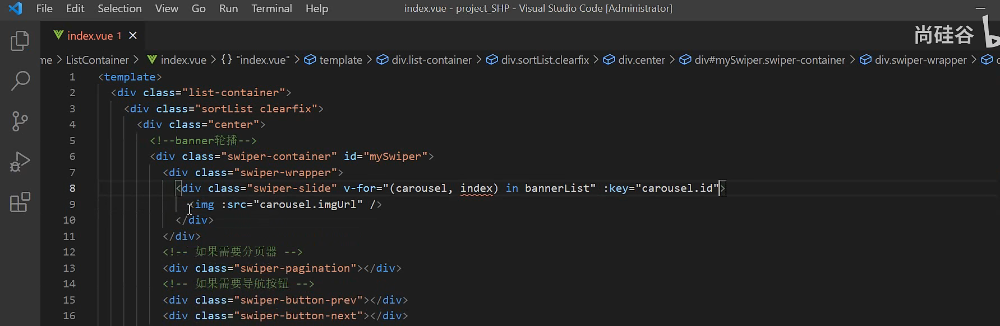 File Edit Selection View Go Run Terminal Help index.vue - project_SHP - Visual Studio Code [Administrator]
index.vue 1
尚硅谷
me > ListContainer > index.vue > {} "index.vue" > template > div.list-container > div.sortList.clearfix > div.center > div#mySwiper.swiper-container > div.swiper-wrapper >
1 <template>
2 <div class="list-container">
3 <div class="sortList clearfix">
4 <div class="center">
5 <!--banner轮播-->
6 <div class="swiper-container" id="mySwiper">
7 <div class="swiper-wrapper">
8 <div class="swiper-slide" v-for="(carousel, index) in bannerList" :key="carousel.id">
9 <img :src="carousel.imgUrl" />
10 </div>
11 </div>
12 <!-- 如果需要分页器 -->
13 <div class="swiper-pagination"></div>
14 <!-- 如果需要导航按钮 -->
15 <div class="swiper-button-prev"></div>
16 <div class="swiper-button-next"></div>